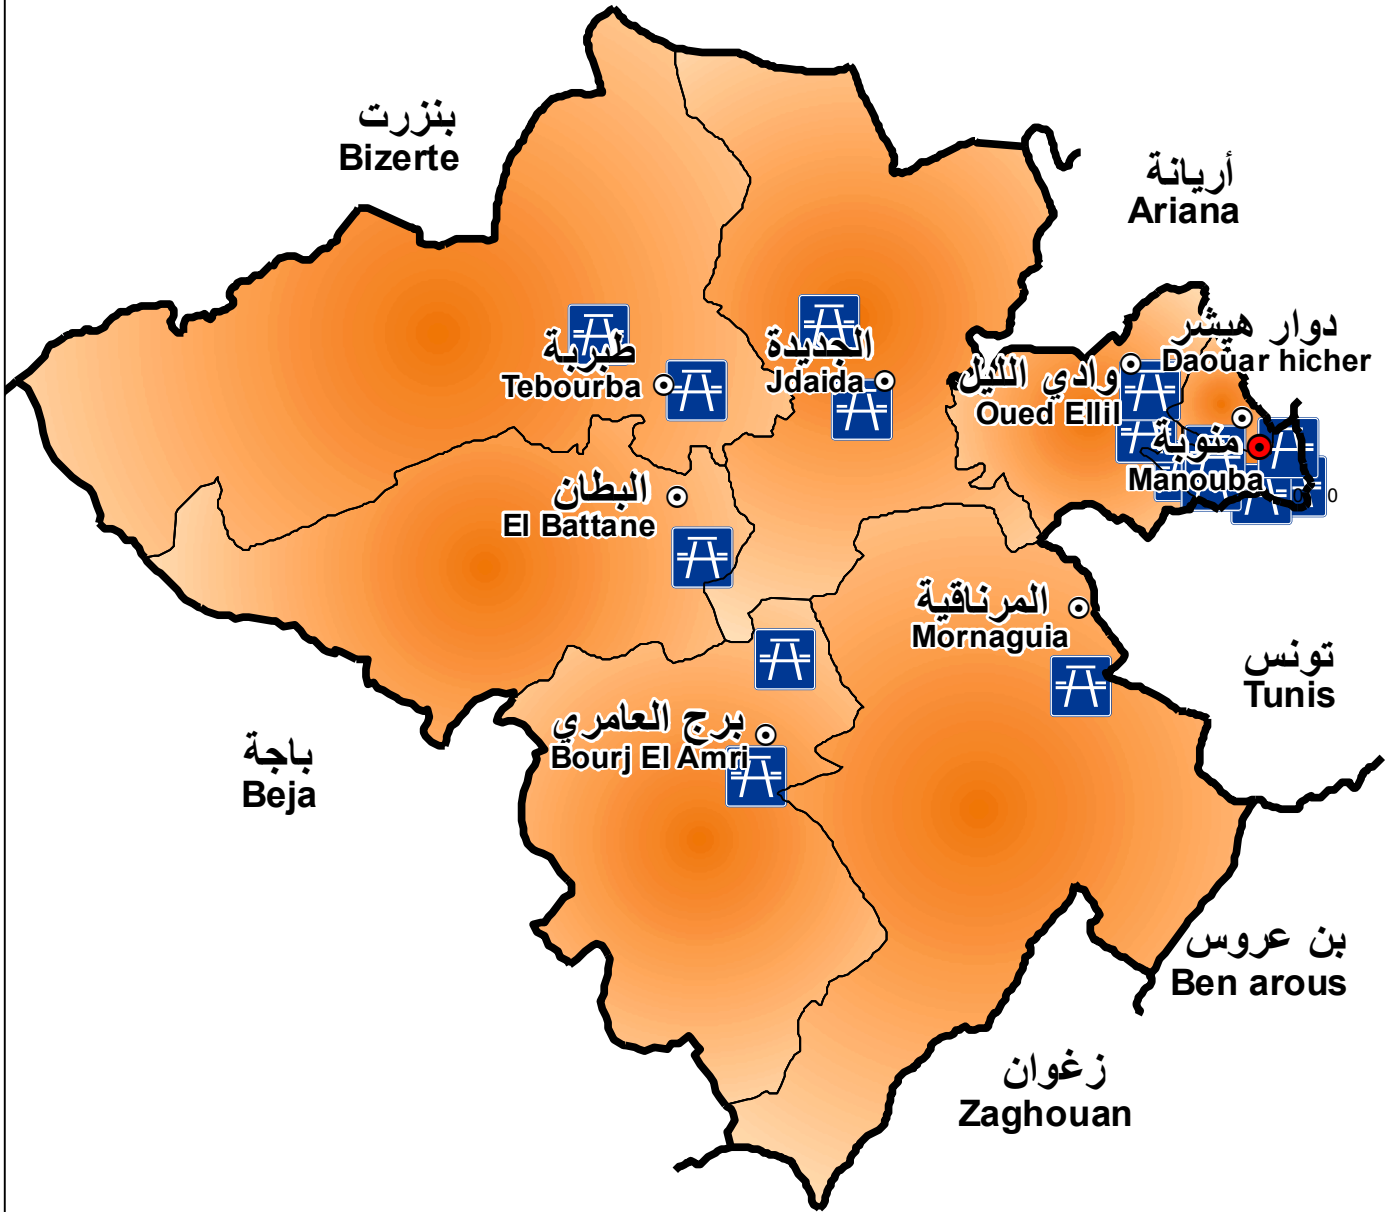 بنزرت
Bizerte
أريانة
Ariana
دوار هيشر
Daouar hicher
طبربة
Tebourba
الجديدة
Jdaida
وادي الليل
Oued Ellil
منوبة
Manouba
0
0
البطان
El Battane
المرناقية
Mornaguia
تونس
Tunis
برج العامري
Bourj El Amri
باجة
Beja
بن عروس
Ben arous
زغوان
Zaghouan